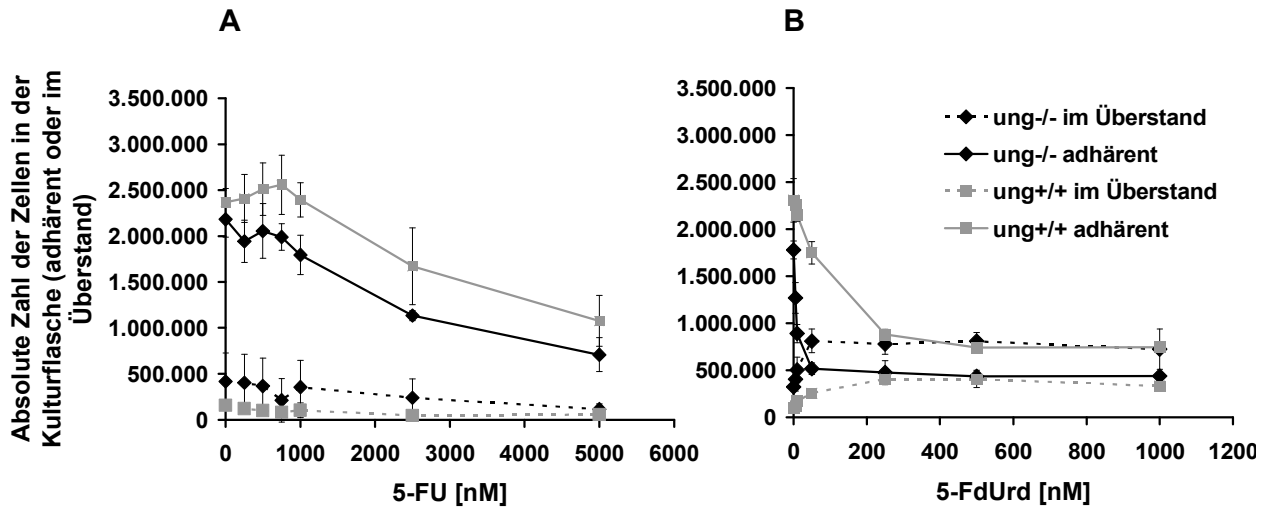 A
B
Absolute Zahl der Zellen in der
Kulturflasche (adhärent oder im
Überstand)
3.500.000
3.000.000
2.500.000
2.000.000
1.500.000
1.000.000
500.000
0
0 1000 2000 3000 4000 5000 6000
5-FU [nM]
3.500.000
3.000.000
2.500.000
2.000.000
1.500.000
1.000.000
500.000
0
0 200 400 600 800 1000 1200
5-FdUrd [nM]
ung-/- im Überstand
ung-/- adhärent
ung+/+ im Überstand
ung+/+ adhärent